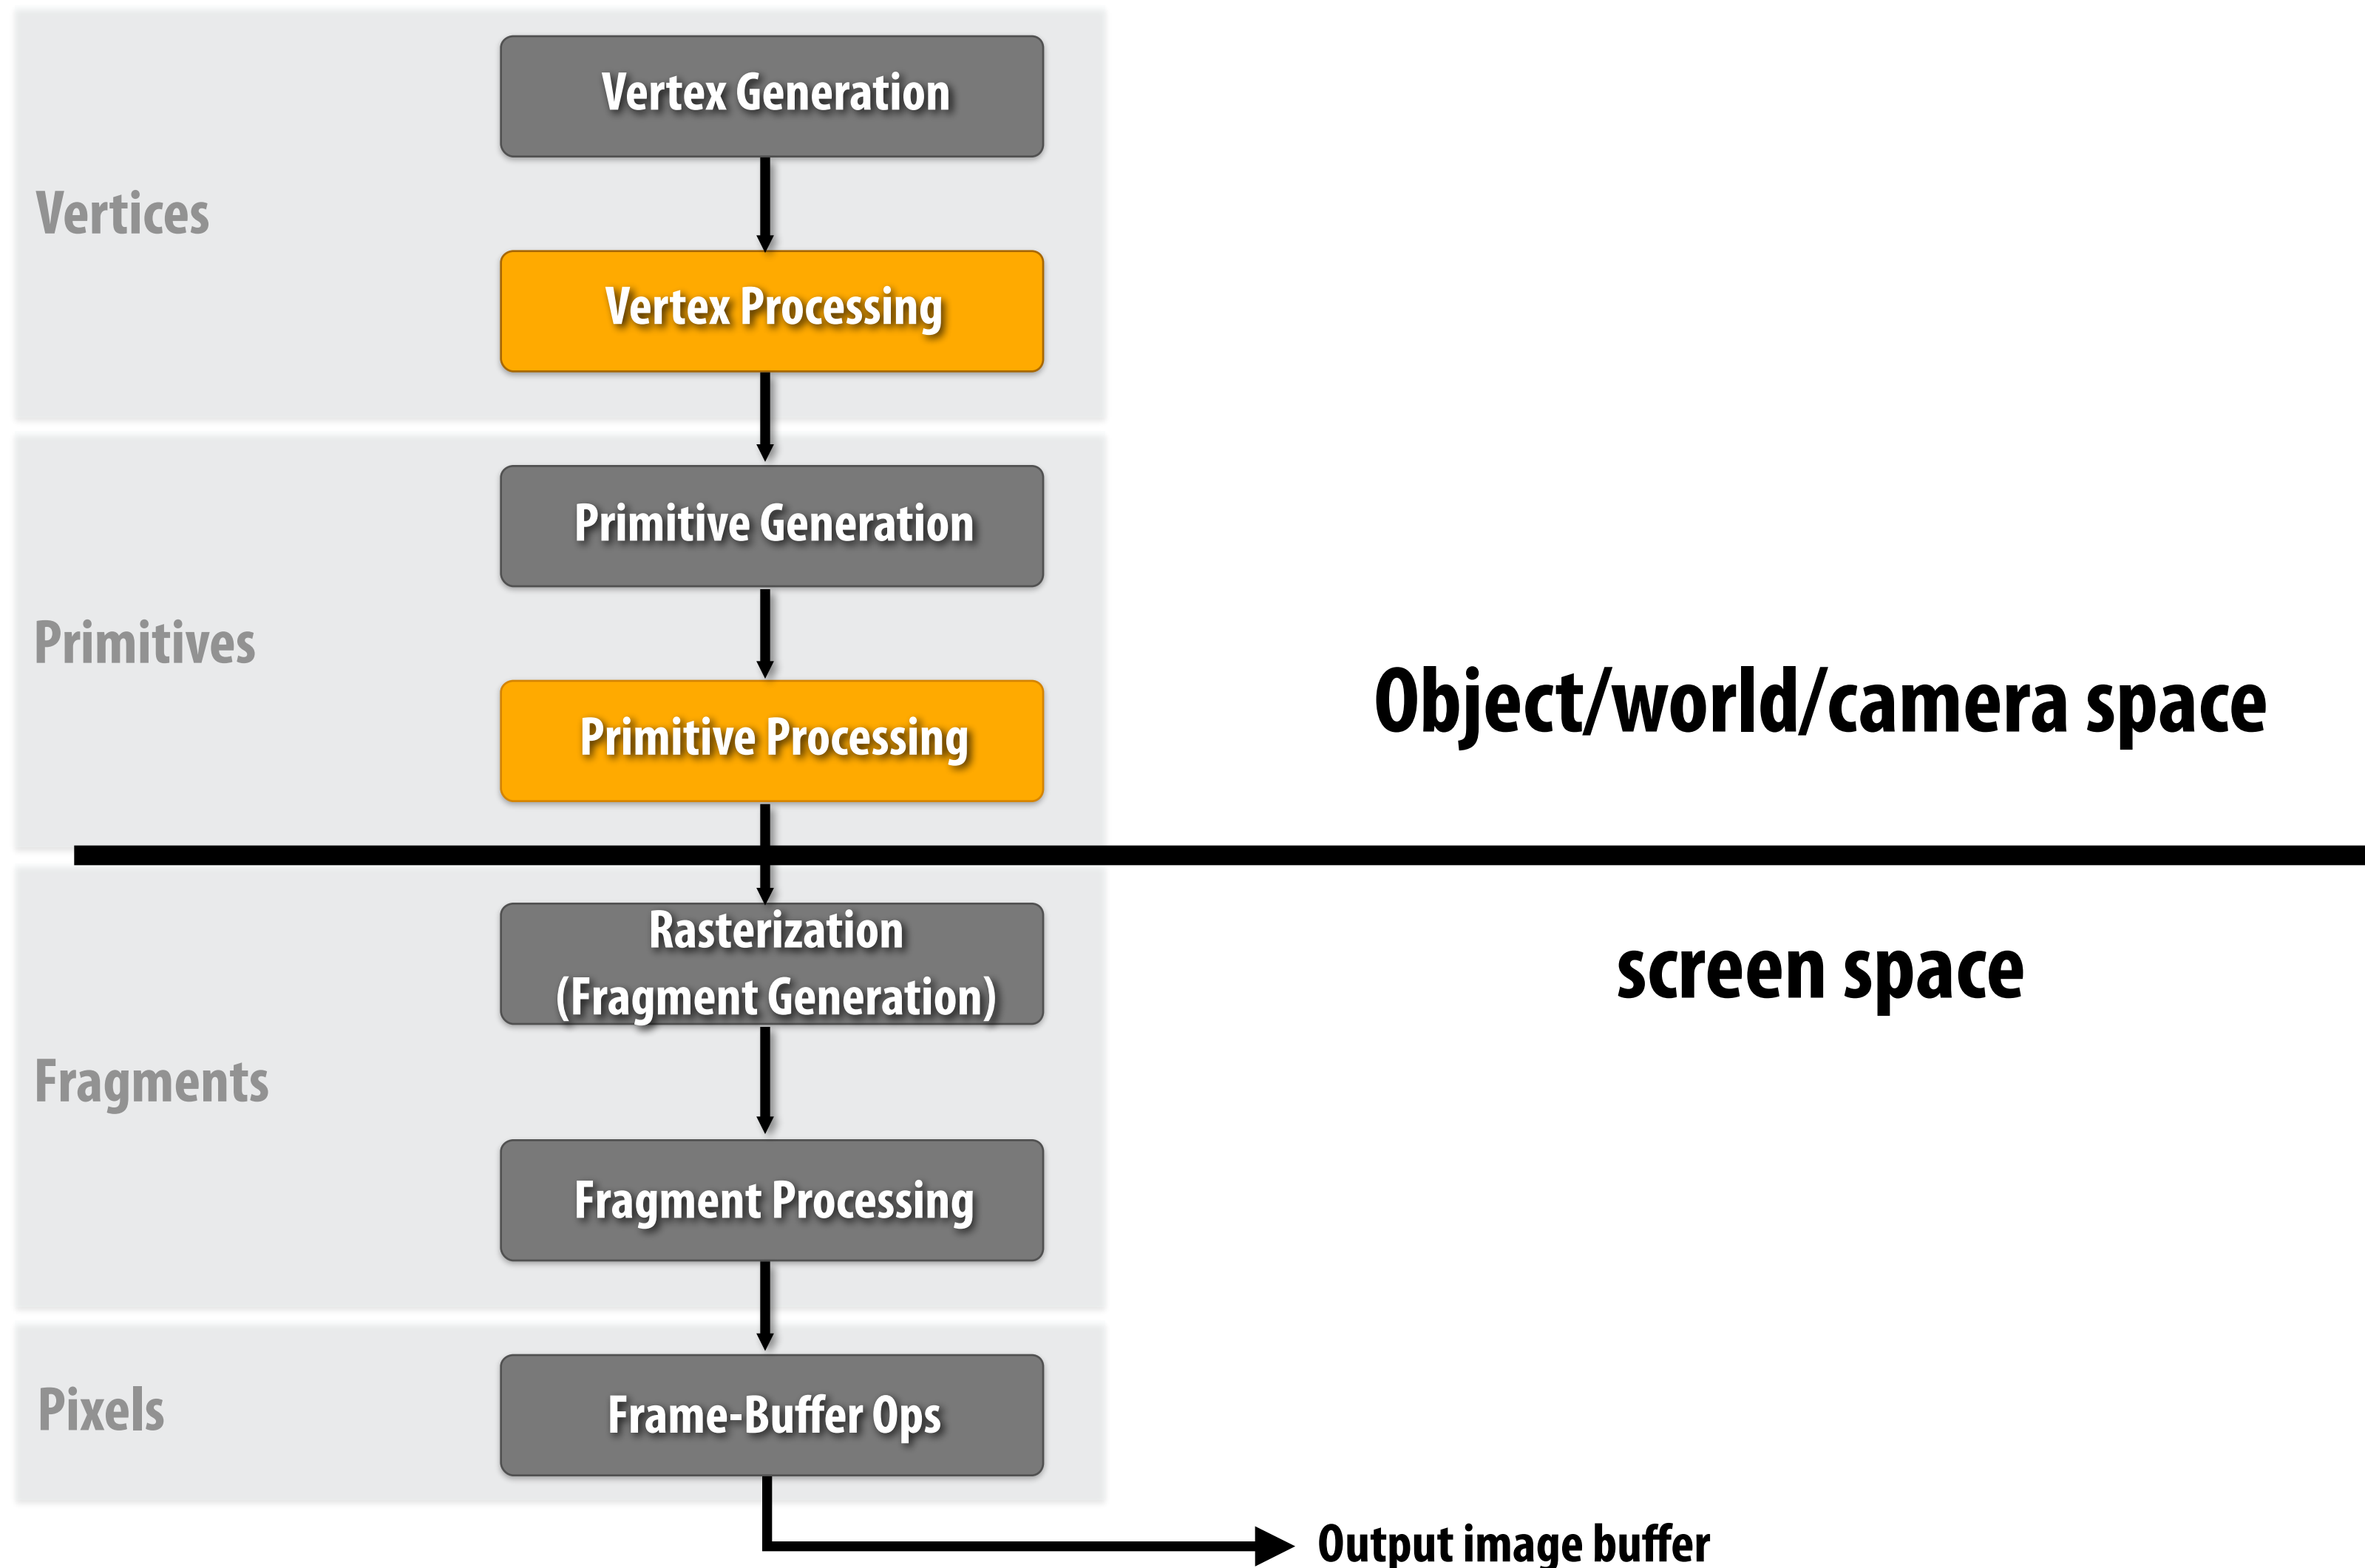 Vertex Generation
Vertices
Vertex Processing
Primitive Generation
Primitives
Primitive Processing
Object/world/camera space
Rasterization
(Fragment Generation)
screen space
Fragments
Fragment Processing
Pixels
Frame-Buffer Ops
Output image buffer